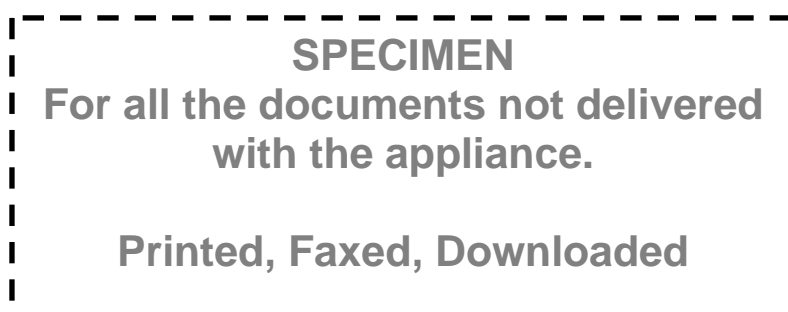 SPECIMEN
For all the documents not delivered
with the appliance.
Printed, Faxed, Downloaded